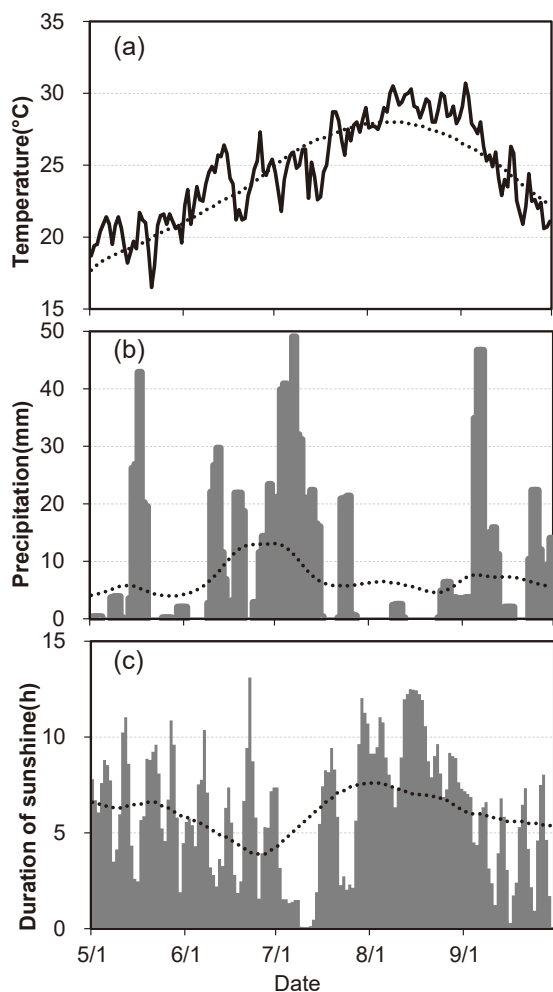 (a)
Temperature(°C)
35
30
25
20
15
(b)
Precipitation(mm)
50
40
30
20
10
0
(c)
Duration of sunshine(h)
15
10
5
0
5/1 6/1 7/1 8/1 9/1
Date